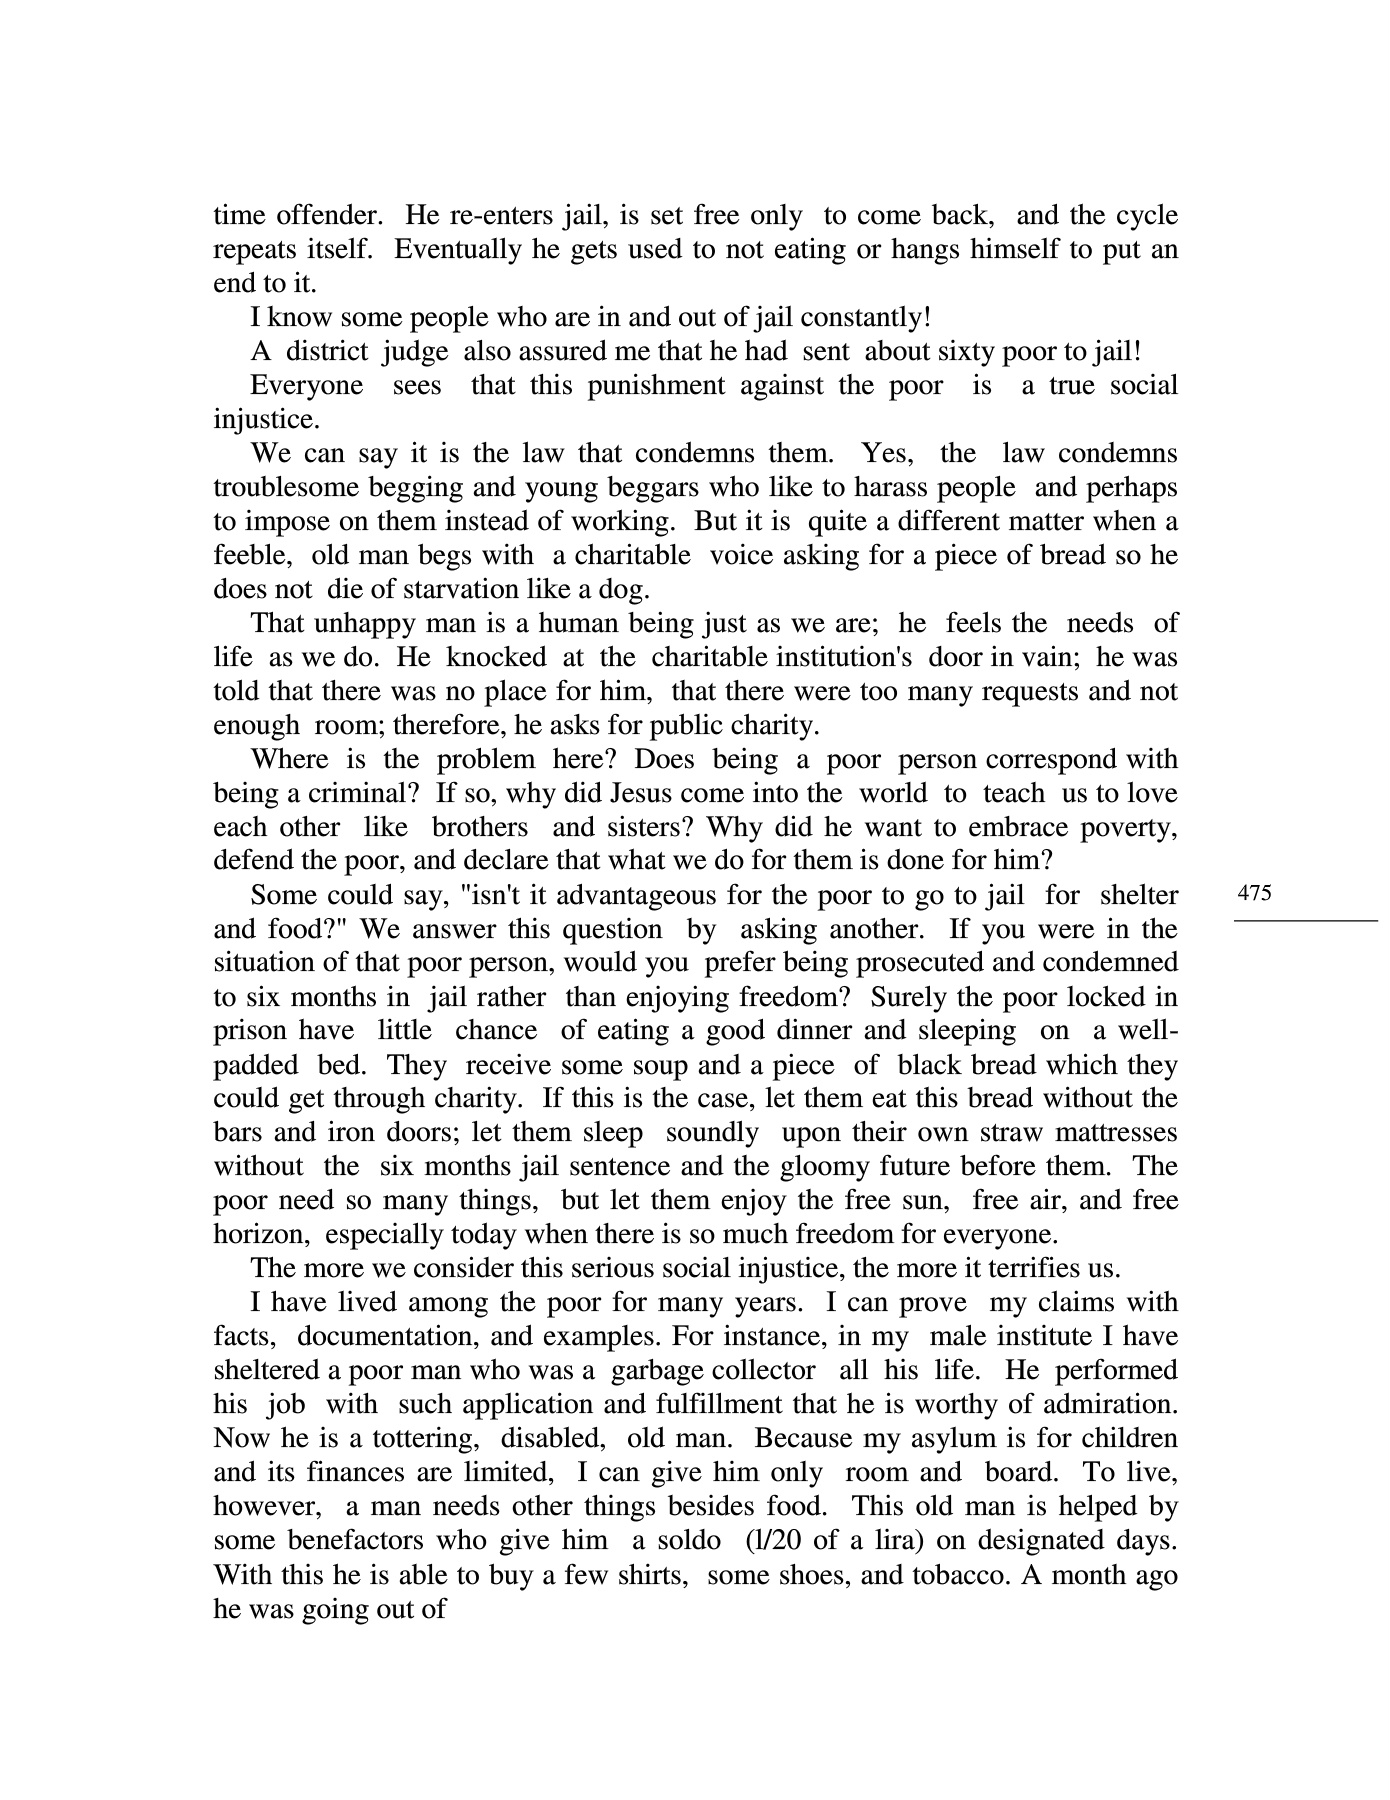 time offender. He re-enters jail, is set free only to come back, and the cycle
repeats itself. Eventually he gets used to not eating or hangs himself to put an
end to it.
I know some people who are in and out of jail constantly!
A district judge also assured me that he had sent about sixty poor to jail!
Everyone sees that this punishment against the poor is a true social
injustice.
We can say it is the law that condemns them. Yes, the law condemns
troublesome begging and young beggars who like to harass people and perhaps
to impose on them instead of working. But it is quite a different matter when a
feeble, old man begs with a charitable voice asking for a piece of bread so he
does not die of starvation like a dog.
That unhappy man is a human being just as we are; he feels the needs of
life as we do. He knocked at the charitable institution's door in vain; he was
told that there was no place for him, that there were too many requests and not
enough room; therefore, he asks for public charity.
Where is the problem here? Does being a poor person correspond with
being a criminal? If so, why did Jesus come into the world to teach us to love
each other like brothers and sisters? Why did he want to embrace poverty,
defend the poor, and declare that what we do for them is done for him?
Some could say, "isn't it advantageous for the poor to go to jail for shelter
475
and food?" We answer this question by asking another. If you were in the
situation of that poor person, would you prefer being prosecuted and condemned
to six months in jail rather than enjoying freedom? Surely the poor locked in
prison have little chance of eating a good dinner and sleeping on a well-
padded bed. They receive some soup and a piece of black bread which they
could get through charity. If this is the case, let them eat this bread without the
bars and iron doors; let them sleep soundly upon their own straw mattresses
without the six months jail sentence and the gloomy future before them. The
poor need so many things, but let them enjoy the free sun, free air, and free
horizon, especially today when there is so much freedom for everyone.
The more we consider this serious social injustice, the more it terrifies us.
I have lived among the poor for many years. I can prove my claims with
facts, documentation, and examples. For instance, in my male institute I have
sheltered a poor man who was a garbage collector all his life. He performed
his job with such application and fulfillment that he is worthy of admiration.
Now he is a tottering, disabled, old man. Because my asylum is for children
and its finances are limited, I can give him only room and board. To live,
however, a man needs other things besides food. This old man is helped by
some benefactors who give him a soldo (l/20 of a lira) on designated days.
With this he is able to buy a few shirts, some shoes, and tobacco. A month ago
he was going out of